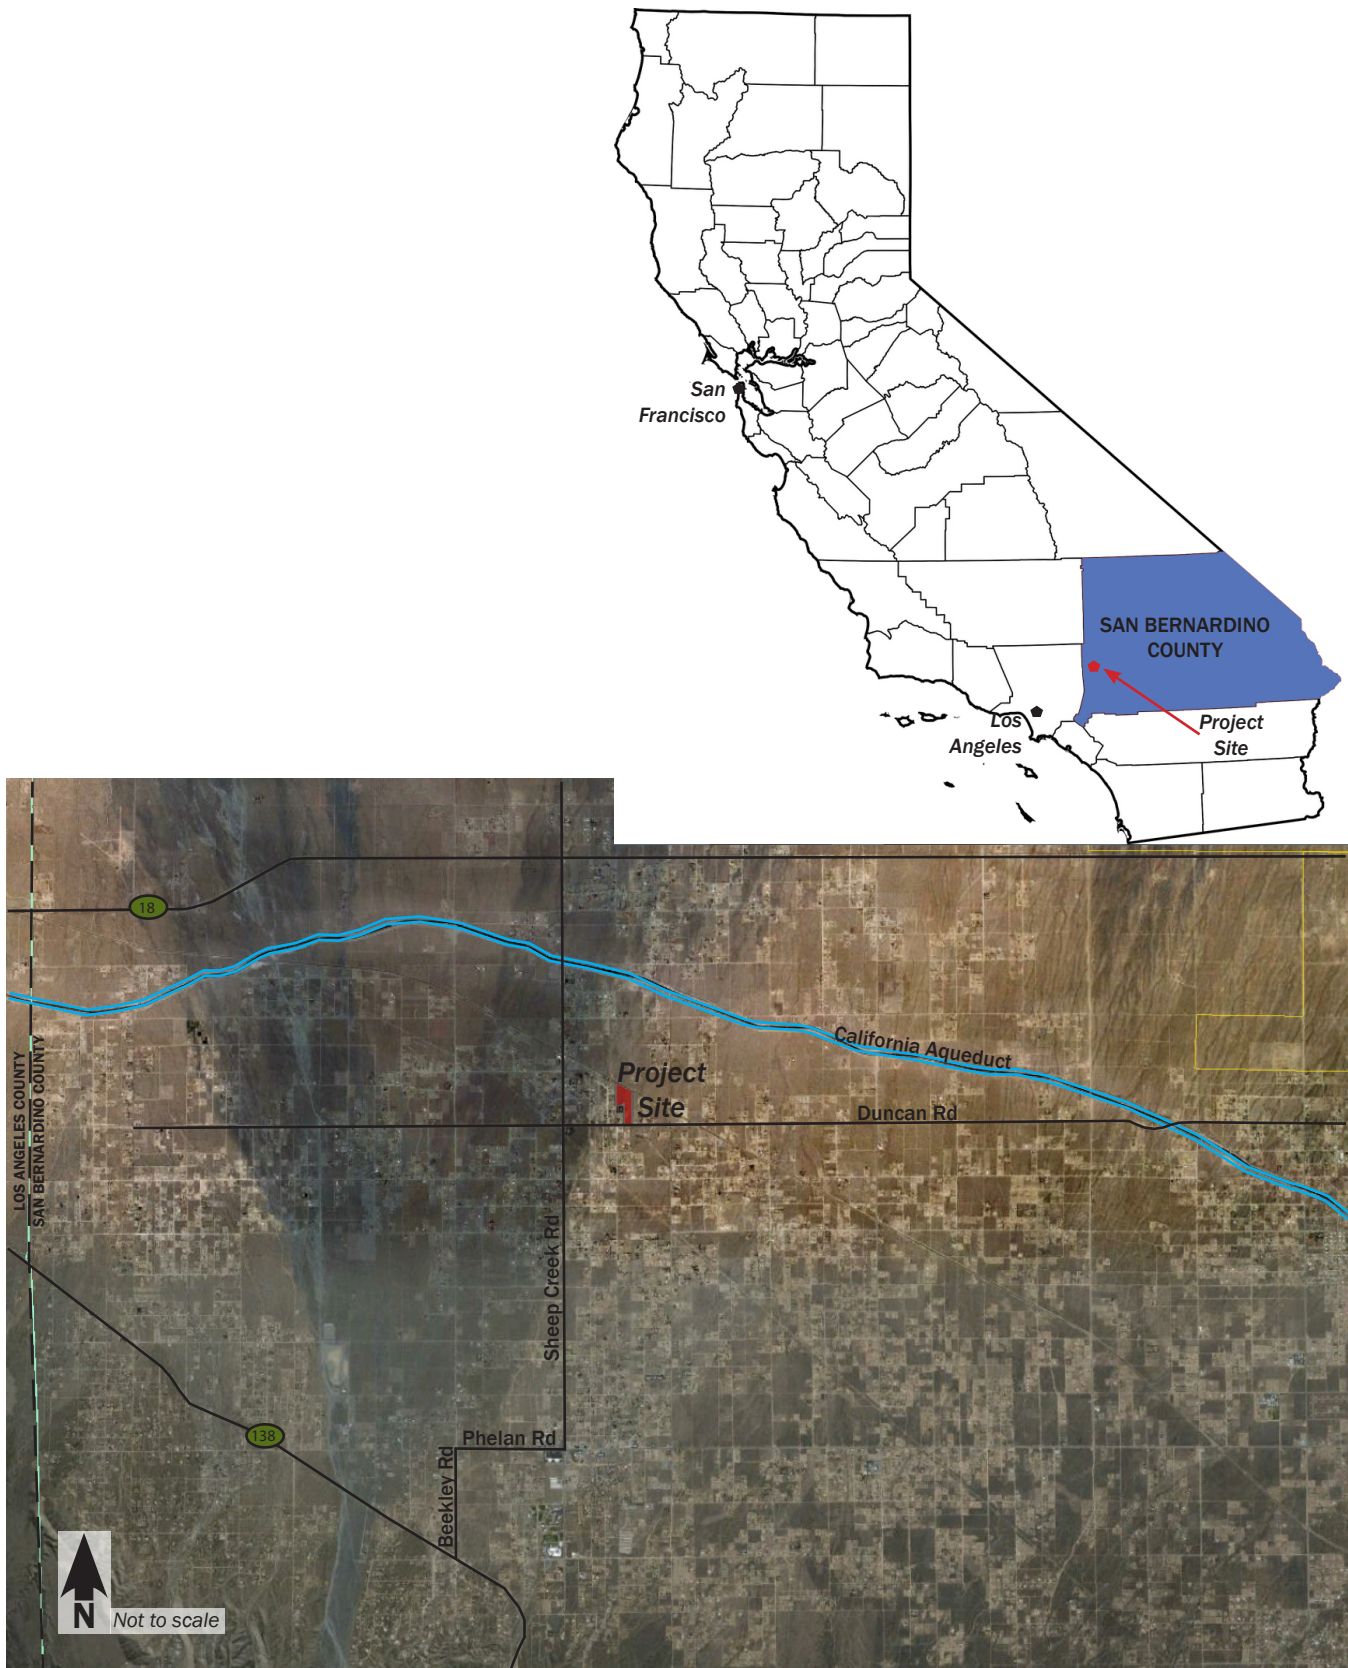 San
Francisco
SAN BERNARDINO
COUNTY
Los
Angeles
Project
Site
18
California Aqueduct
Project
Site
Duncan Rd
LOS ANGELES COUNTY
SAN BERNARDINO COUNTY
Sheep Creek Rd
138
Phelan Rd
Beekley Rd
N
Not to scale